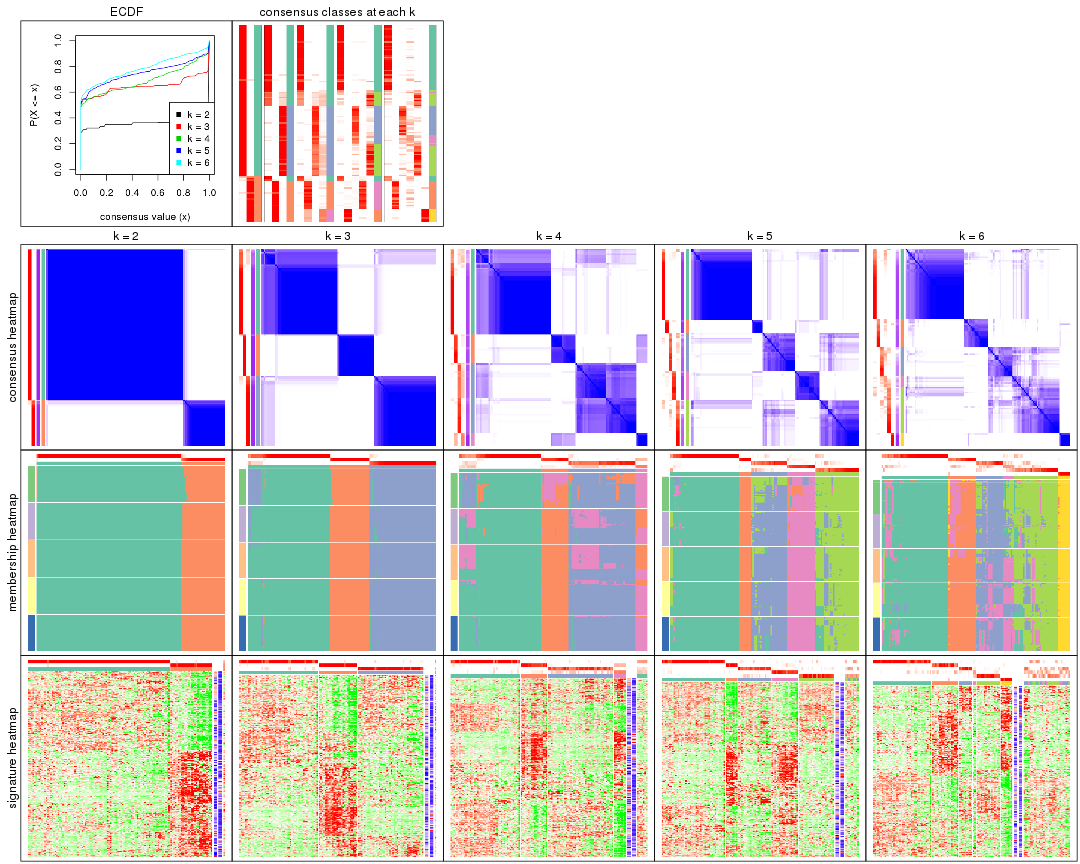 ECDF
consensus classes at each k
P(X <= x)
0.0 0.2 0.4 0.6 0.8 1.0
k = 2
k = 3
k = 4
k = 5
k = 6
0.0 0.2 0.4 0.6 0.8 1.0
consensus value (x)
k = 2
k = 3
k = 4
k = 5
k = 6
consensus heatmap
membership heatmap
signature heatmap